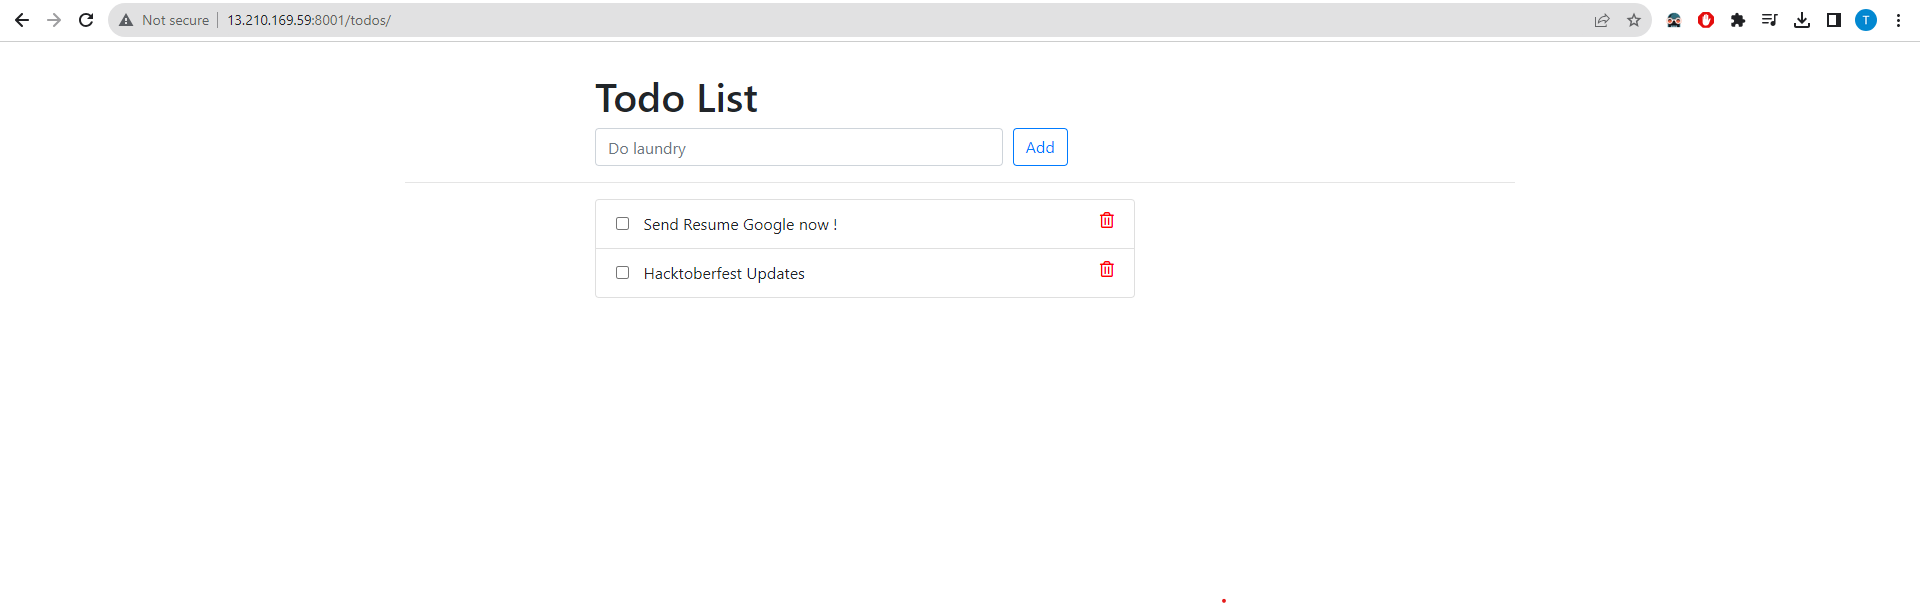 Not secure | 13.210.169.59:8001/todos/
T
Todo List
Do laundry
Add
Send Resume Google now !
Hacktoberfest Updates